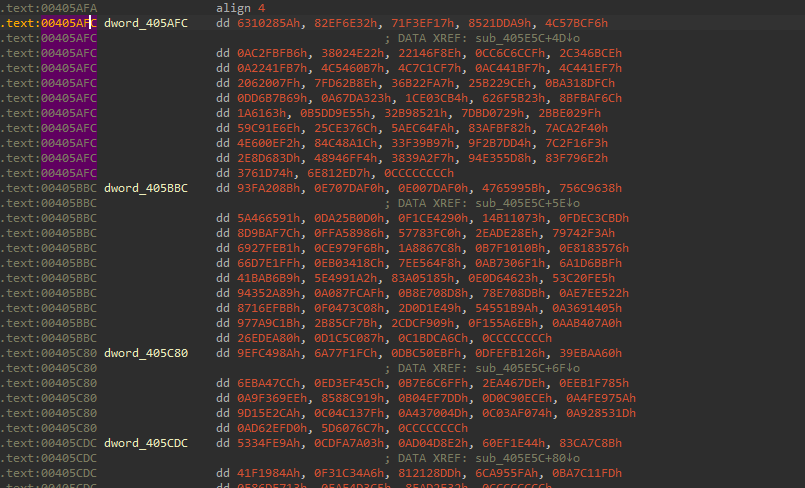 .text:00405AFA align 4
.text:00405AFC dword_405AFC dd 6310285Ah, 82EF6E32h, 71F3EF17h, 8521DDA9h, 4C57BCF6h
.text:00405AFC ; DATA XREF: sub_405E5C+4D↓o
.text:00405AFC dd 0AC2FBFB6h, 38024E22h, 22146F8Eh, 0CC6C6CCFh, 2C346BCEh
.text:00405AFC dd 0A2241FB7h, 4C5460B7h, 4C7C1CF7h, 0AC441BF7h, 4C441EF7h
.text:00405AFC dd 2062007Fh, 7FD62B8Eh, 36B22FA7h, 25B229CEh, 0BA318DFCh
.text:00405AFC dd 0DD6B7B69h, 0A67DA323h, 1CE03CB4h, 626F5B23h, 8BFBAF6Ch
.text:00405AFC dd 1A6163h, 0B5DD9E55h, 32B98521h, 7DBD0729h, 2BBE029Fh
.text:00405AFC dd 59C91E6Eh, 25CE376Ch, 5AEC64FAh, 83AFBF82h, 7ACA2F40h
.text:00405AFC dd 4E600EF2h, 84C48A1Ch, 33F39B97h, 9F2B7DD4h, 7C2F16F3h
.text:00405AFC dd 2E8D683Dh, 48946FF4h, 3839A2F7h, 94E355D8h, 83F796E2h
.text:00405AFC dd 3761D74h, 6E812ED7h, 0CCCCCCCCh
.text:00405BBC dword_405BBC dd 93FA208Bh, 0E707DAF0h, 0E007DAF0h, 4765995Bh, 756C9638h
.text:00405BBC ; DATA XREF: sub_405E5C+5E↓o
.text:00405BBC dd 5A466591h, 0DA25B0D0h, 0F1CE4290h, 14B11073h, 0FDEC3CBDh
.text:00405BBC dd 8D9BAF7Ch, 0FFA58986h, 57783FC0h, 2EADE28Eh, 79742F3Ah
.text:00405BBC dd 6927FEB1h, 0CE979F6Bh, 1A8867C8h, 0B7F1010Bh, 0E8183576h
.text:00405BBC dd 66D7E1FFh, 0EB03418Ch, 7EE564F8h, 0AB7306F1h, 6A1D6BBFh
.text:00405BBC dd 41BAB6B9h, 5E4991A2h, 83A05185h, 0E0D64623h, 53C20FE5h
.text:00405BBC dd 94352A89h, 0A087FCAFh, 0B8E708D8h, 78E708DBh, 0AE7EE522h
.text:00405BBC dd 8716EFBBh, 0F0473C08h, 2D0D1E49h, 54551B9Ah, 0A3691405h
.text:00405BBC dd 977A9C1Bh, 2B85CF7Bh, 2CDCF909h, 0F155A6EBh, 0AAB407A0h
.text:00405BBC dd 26EDEA80h, 0D1C5C087h, 0C1BDCA6Ch, 0CCCCCCCCh
.text:00405C80 dword_405C80 dd 9EFC498Ah, 6A77F1FCh, 0DBC50EBFh, 0DFEFB126h, 39EBAA60h
.text:00405C80 ; DATA XREF: sub_405E5C+6F↓o
.text:00405C80 dd 6EBA47CCh, 0ED3EF45Ch, 0B7E6C6FFh, 2EA467DEh, 0EEB1F785h
.text:00405C80 dd 0A9F369EEh, 8588C919h, 0B04EF7DDh, 0D0C90ECEh, 0A4FE975Ah
.text:00405C80 dd 9D15E2CAh, 0C04C137Fh, 0A437004Dh, 0C03AF074h, 0A928531Dh
.text:00405C80 dd 0AD62EFD0h, 5D6076C7h, 0CCCCCCCCh
.text:00405CDC dword_405CDC dd 5334FE9Ah, 0CDFA7A03h, 0AD04D8E2h, 60EF1E44h, 83CA7C8Bh
.text:00405CDC ; DATA XREF: sub_405E5C+80↓o
.text:00405CDC dd 41F1984Ah, 0F31C34A6h, 812128DDh, 6CA955FAh, 0BA7C11FDh
.text:00405CDC